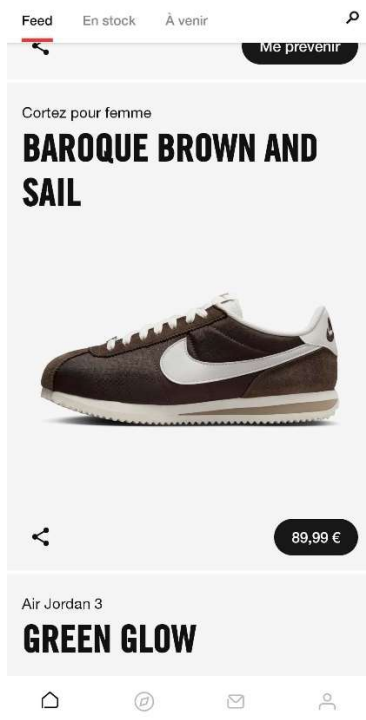 Feed En stock À venir
Me prévenir
Cortez pour femme
BAROQUE BROWN AND
SAIL
89,99 €
Air Jordan 3
GREEN GLOW